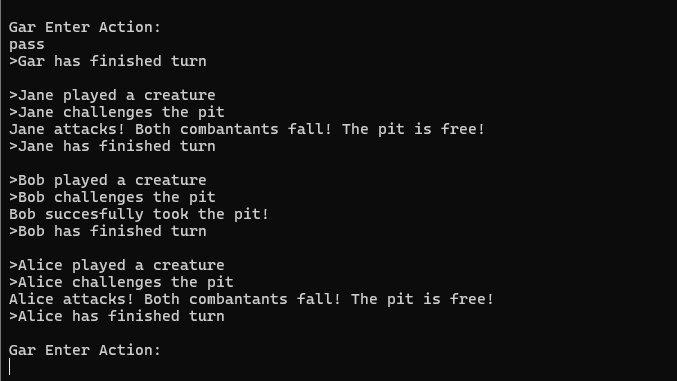 Gar Enter Action:
pass
>Gar has finished turn
>Jane played a creature
>Jane challenges the pit
Jane attacks! Both combantants fall! The pit is free!
>Jane has finished turn
>Bob played a creature
>Bob challenges the pit
Bob succesfully took the pit!
>Bob has finished turn
>Alice played a creature
>Alice challenges the pit
Alice attacks! Both combantants fall! The pit is free!
>Alice has finished turn
Gar Enter Action: